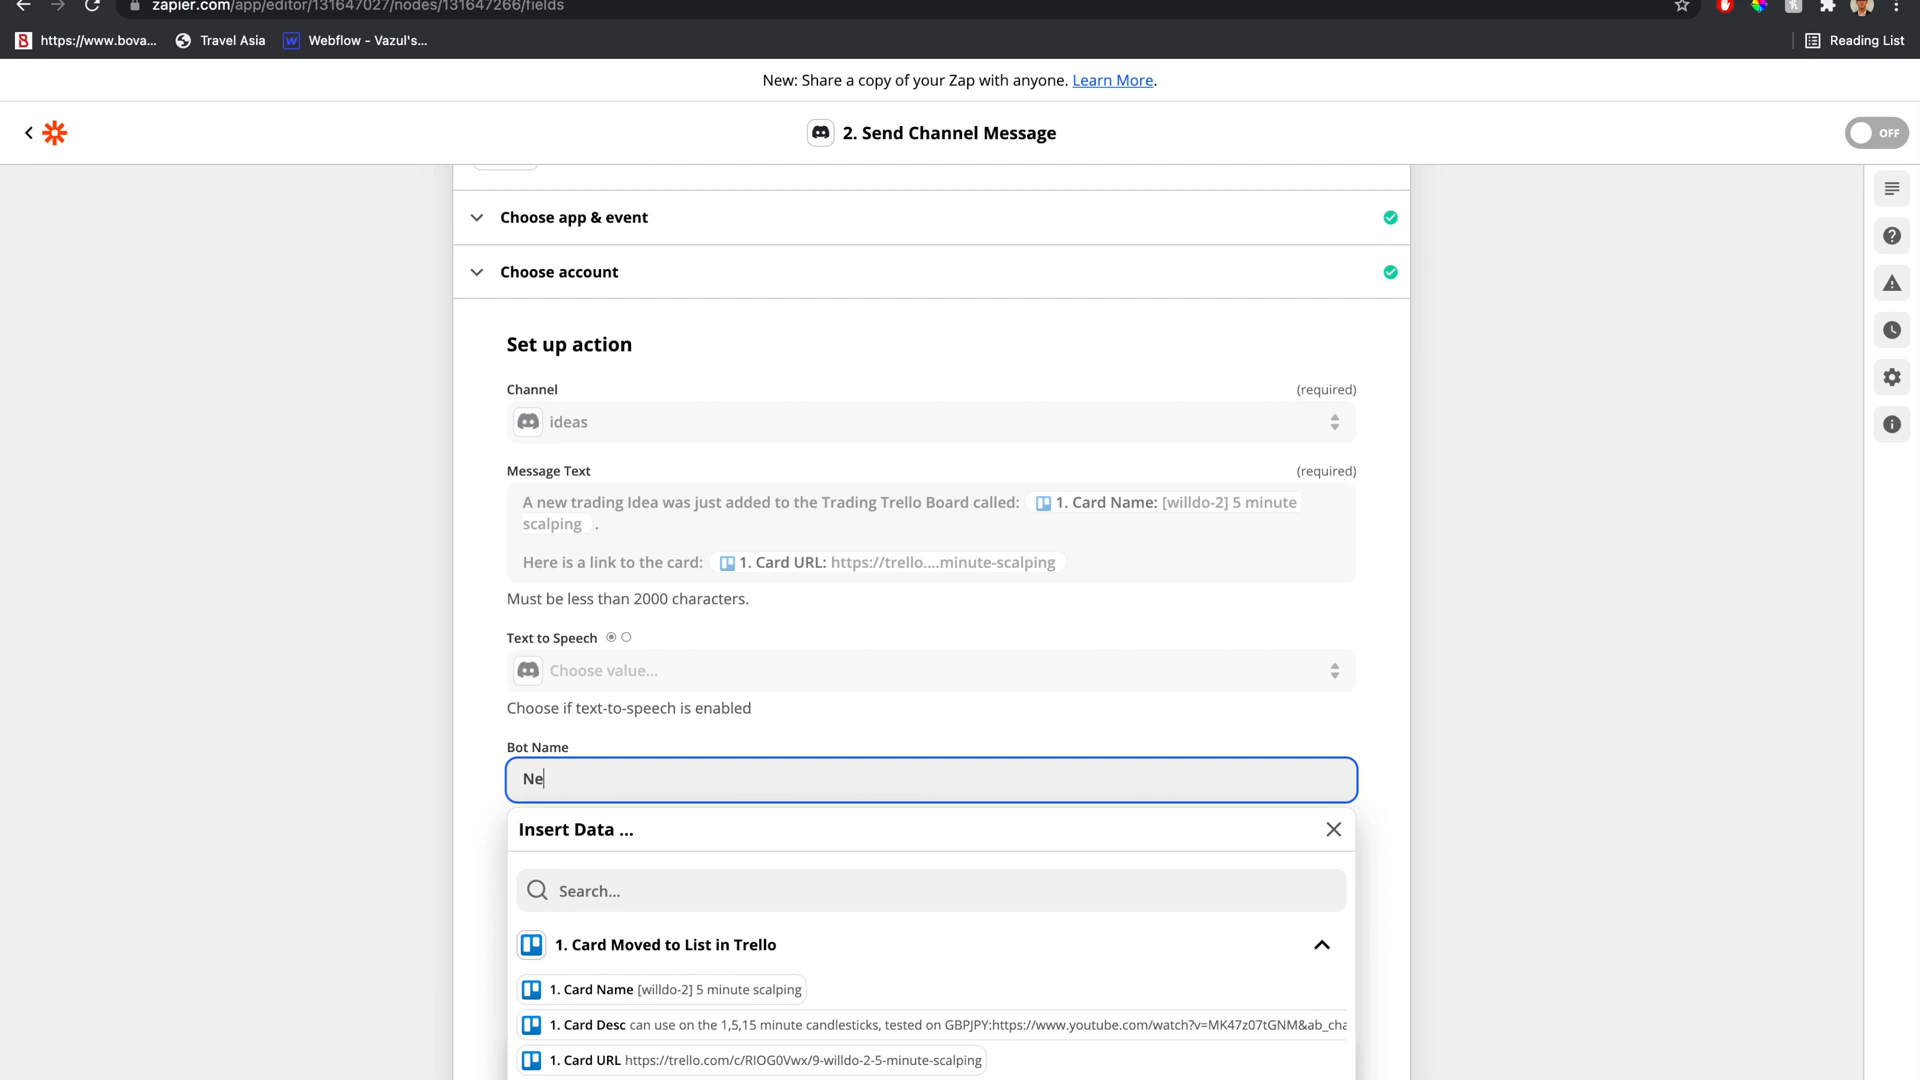 zapier.com/app/editor/131647027/nodes/131647266/fields
B https://www.bova... Travel Asia W Webflow - Vazul's... Reading List
New: Share a copy of your Zap with anyone. Learn More.
2. Send Channel Message OFF
Choose app & event
Choose account
Set up action
Channel (required)
ideas
Message Text (required)
A new trading Idea was just added to the Trading Trello Board called: 1. Card Name: [willdo-2] 5 minute
scalping .
Here is a link to the card: 1. Card URL: https://trello....minute-scalping
Must be less than 2000 characters.
Text to Speech
Choose value...
Choose if text-to-speech is enabled
Bot Name
Ne
Insert Data ...
Search...
1. Card Moved to List in Trello
1. Card Name [willdo-2] 5 minute scalping
1. Card Desc can use on the 1,5,15 minute candlesticks, tested on GBPJPY:https://www.youtube.com/watch?v=MK47z07tGNM&ab_cha
1. Card URL https://trello.com/c/RIOG0Vwx/9-willdo-2-5-minute-scalping